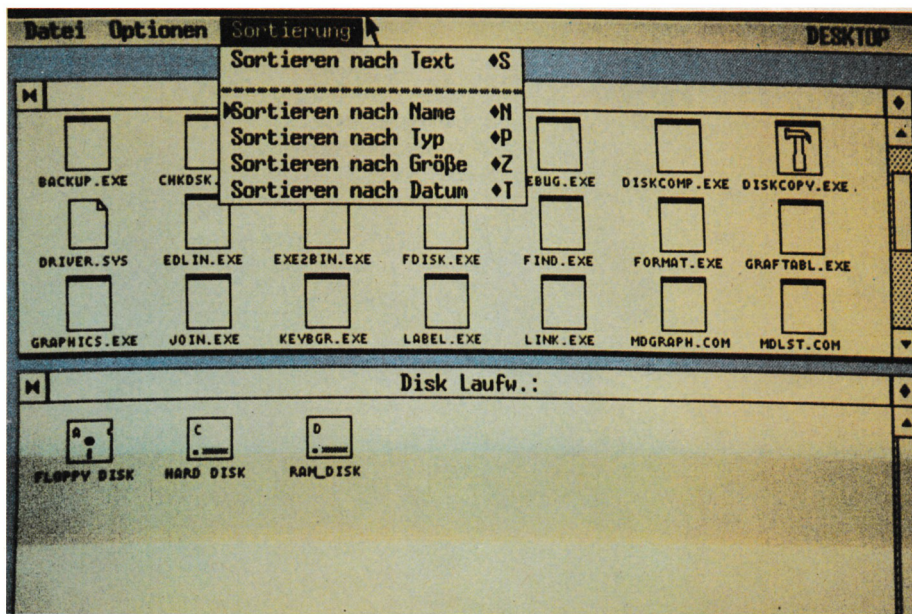 Datei Optionen Sortierung DESKTOP
Sortieren nach Text ♦S
Sortieren nach Name ♦N
Sortieren nach Typ ♦P
Sortieren nach Größe ♦Z
Sortieren nach Datum ♦T
BACKUP.EXE CHKDSK. EBUG.EXE DISKCOMP.EXE DISKCOPY.EXE
DRIVER.SYS EDLIN.EXE EXE2BIN.EXE FDISK.EXE FIND.EXE FORMAT.EXE GRAFTABL.EXE
GRAPHICS.EXE JOIN.EXE KEYBGR.EXE LABEL.EXE LINK.EXE MDGRAPH.COM MDLST.COM
Disk Laufw.:
A C D
FLOPPY DISK HARD DISK RAM_DISK